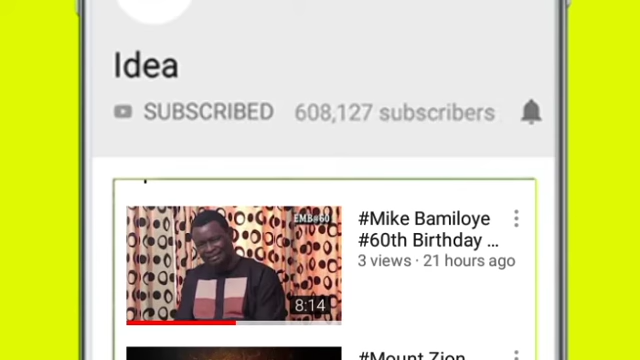 Idea
SUBSCRIBED 608,127 subscribers
EMB@60
#Mike Bamiloye
#60th Birthday ...
3 views · 21 hours ago
8:14
#Mount Zion